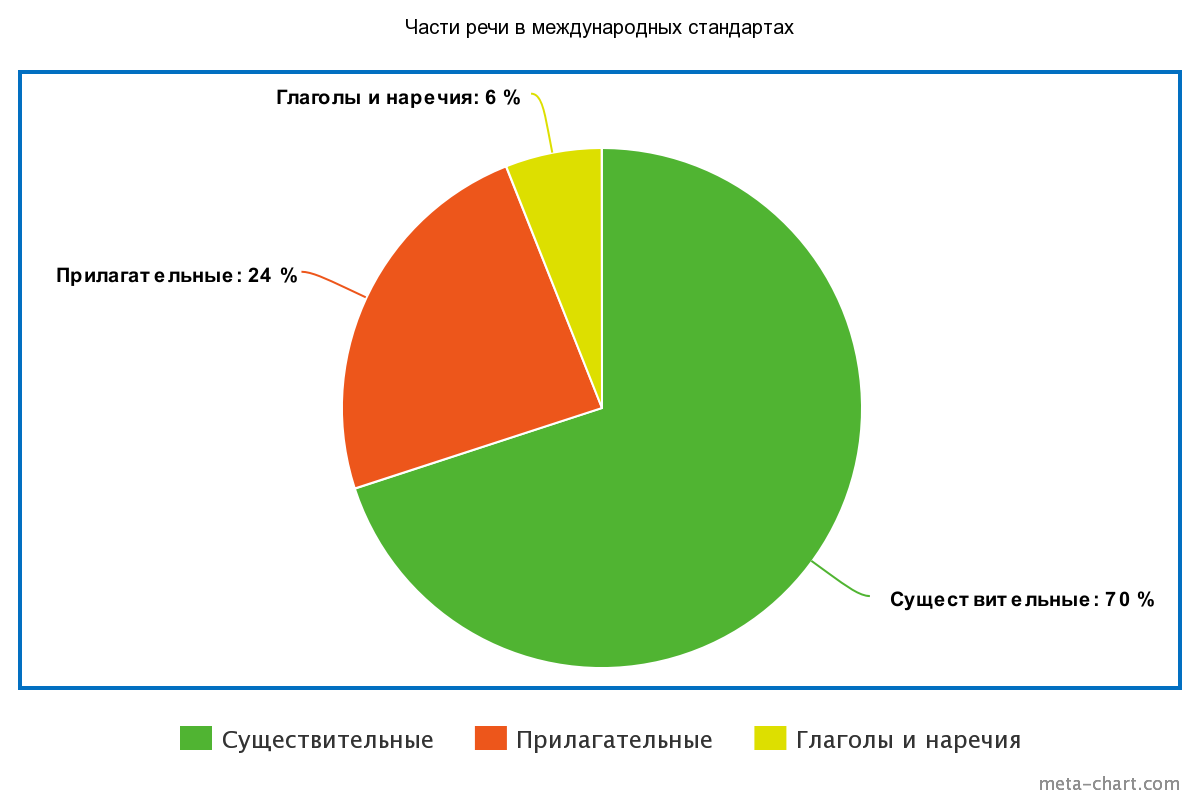 Части речи в международных стандартах
Глаголы и наречия: 6 %
Прилагательные: 24 %
Существительные: 70 %
Существительные
Прилагательные
Глаголы и наречия
meta-chart.com